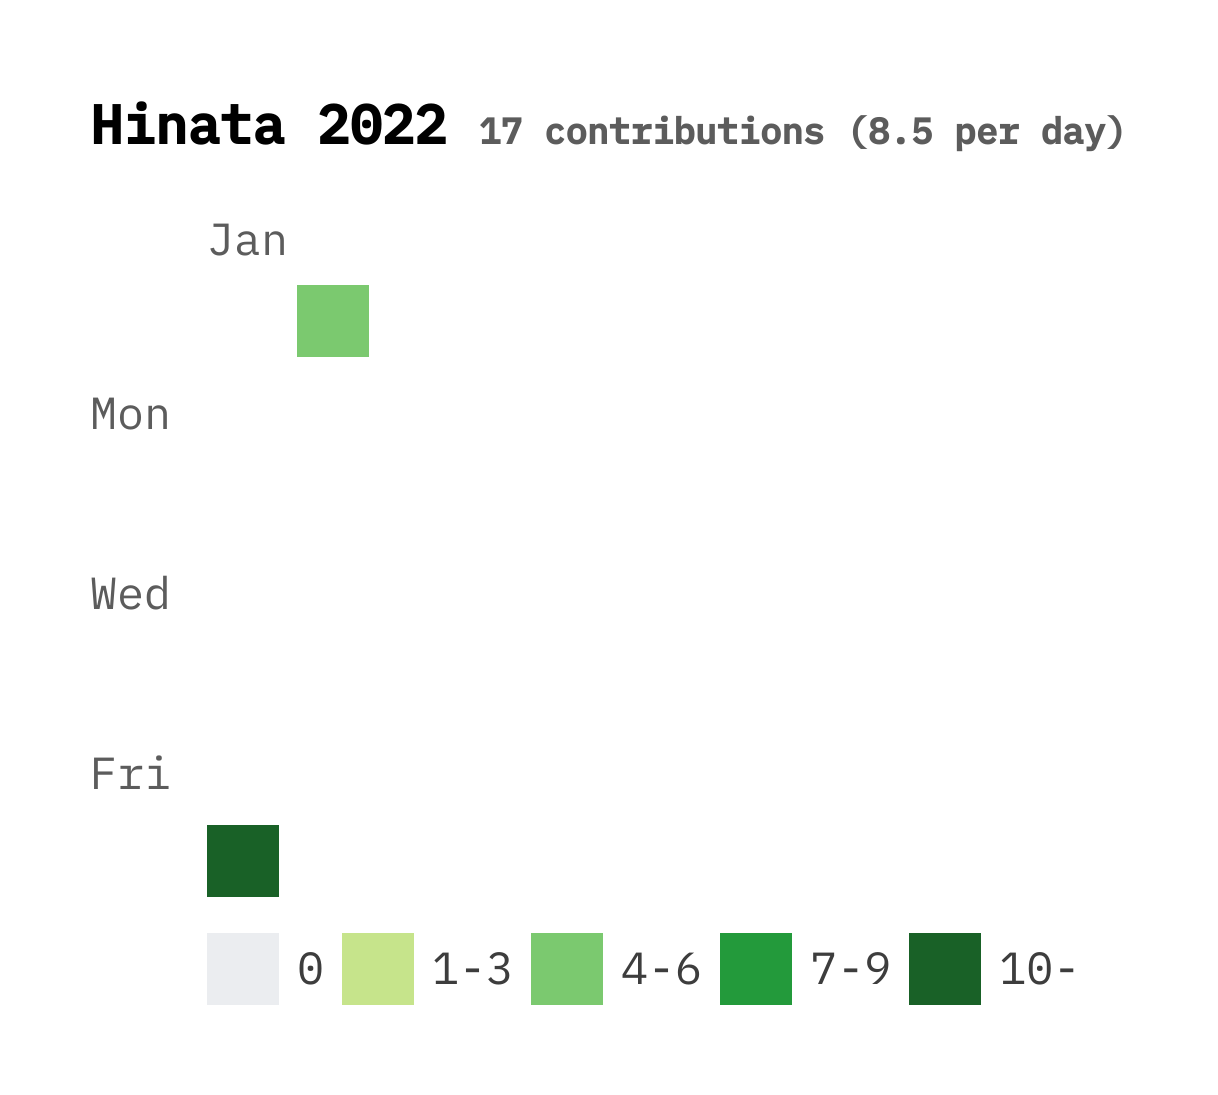 Hinata 2022 17 contributions (8.5 per day)
Jan
Mon
Wed
Fri
0 1-3 4-6 7-9 10-